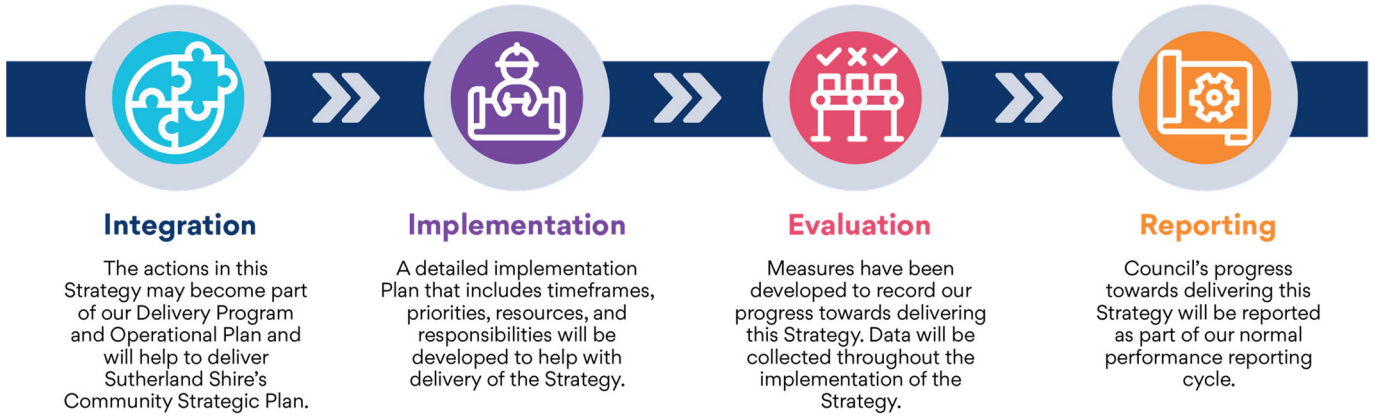 Integration
The actions in this
Strategy may become part
of our Delivery Program
and Operational Plan and
will help to deliver
Sutherland Shire's
Community Strategic Plan.
Implementation
A detailed implementation
Plan that includes timeframes,
priorities, resources, and
responsibilities will be
developed to help with
delivery of the Strategy.
Evaluation
Measures have been
developed to record our
progress towards delivering
this Strategy. Data will be
collected throughout the
implementation of the
Strategy.
Reporting
Council's progress
towards delivering this
Strategy will be reported
as part of our normal
performance reporting
cycle.